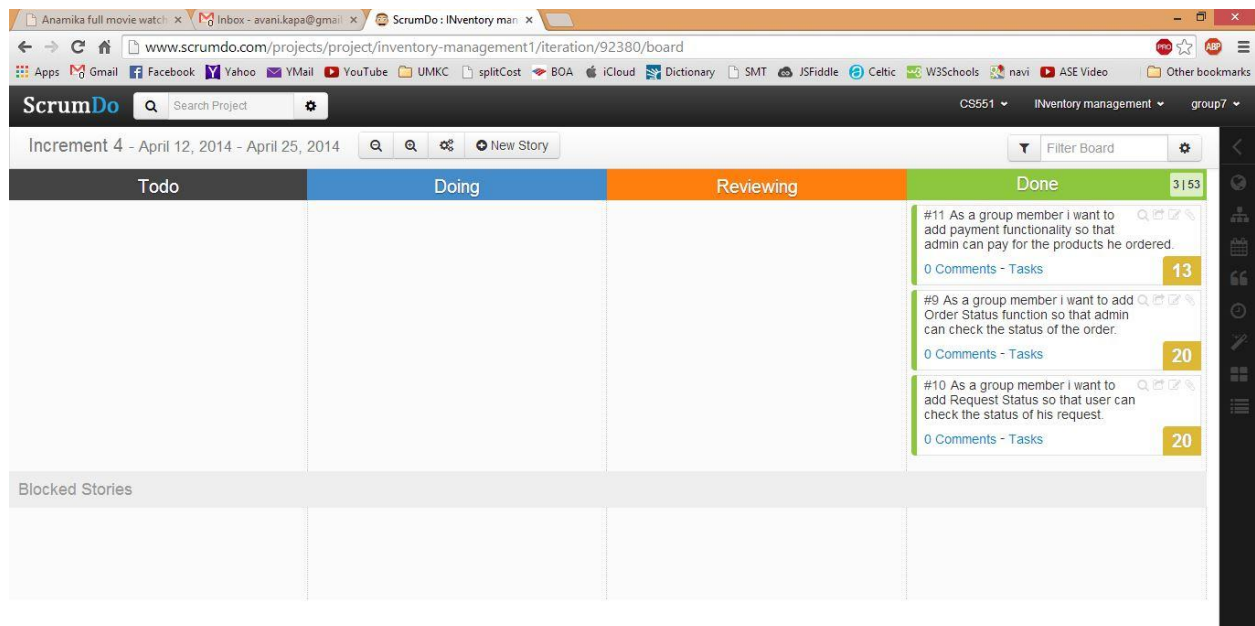 Anamika full movie watch
Inbox - avani.kapa@gmail
ScrumDo : INventory man
www.scrumdo.com/projects/project/inventory-management1/iteration/92380/board
PRO
ABP
Apps Gmail Facebook Yahoo YMail YouTube UMKC splitCost BOA iCloud Dictionary SMT JSFiddle Celtic W3Schools navi ASE Video Other bookmarks
ScrumDo Search Project CS551 INventory management group7
Increment 4 - April 12, 2014 - April 25, 2014 New Story Filter Board
Todo Doing Reviewing Done 3|53
#11 As a group member i want to
add payment functionality so that
admin can pay for the products he ordered.
0 Comments - Tasks 13
#9 As a group member i want to add
Order Status function so that admin
can check the status of the order.
0 Comments - Tasks 20
#10 As a group member i want to
add Request Status so that user can
check the status of his request.
0 Comments - Tasks 20
Blocked Stories